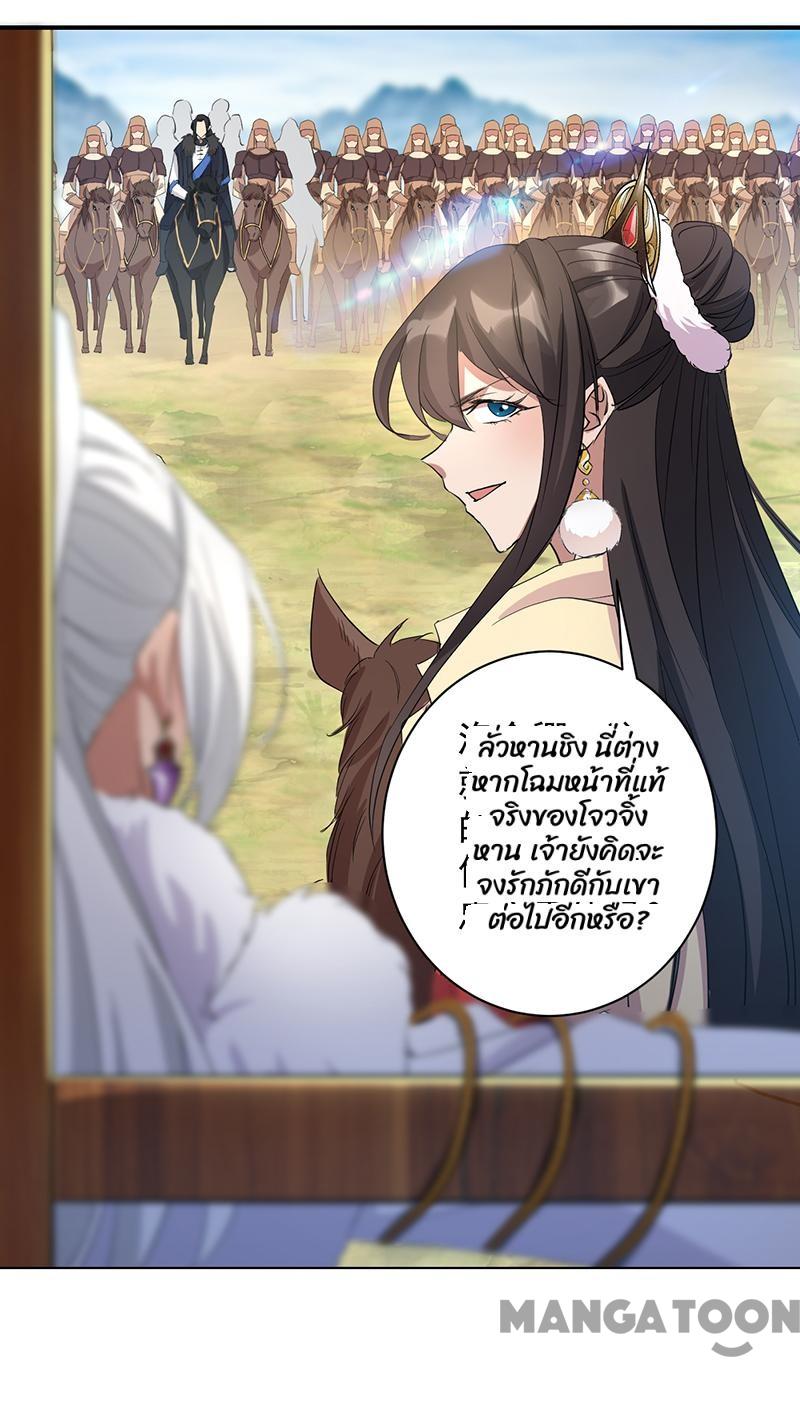 ลั่วหานชิง นี่ต่าง
หากโฉมหน้าที่แท้
จริงของโจวจิ้ง
หาน เจ้ายังคิดจะ
จงรักภักดีกับเขา
ต่อไปอีกหรือ?
MANGATOON